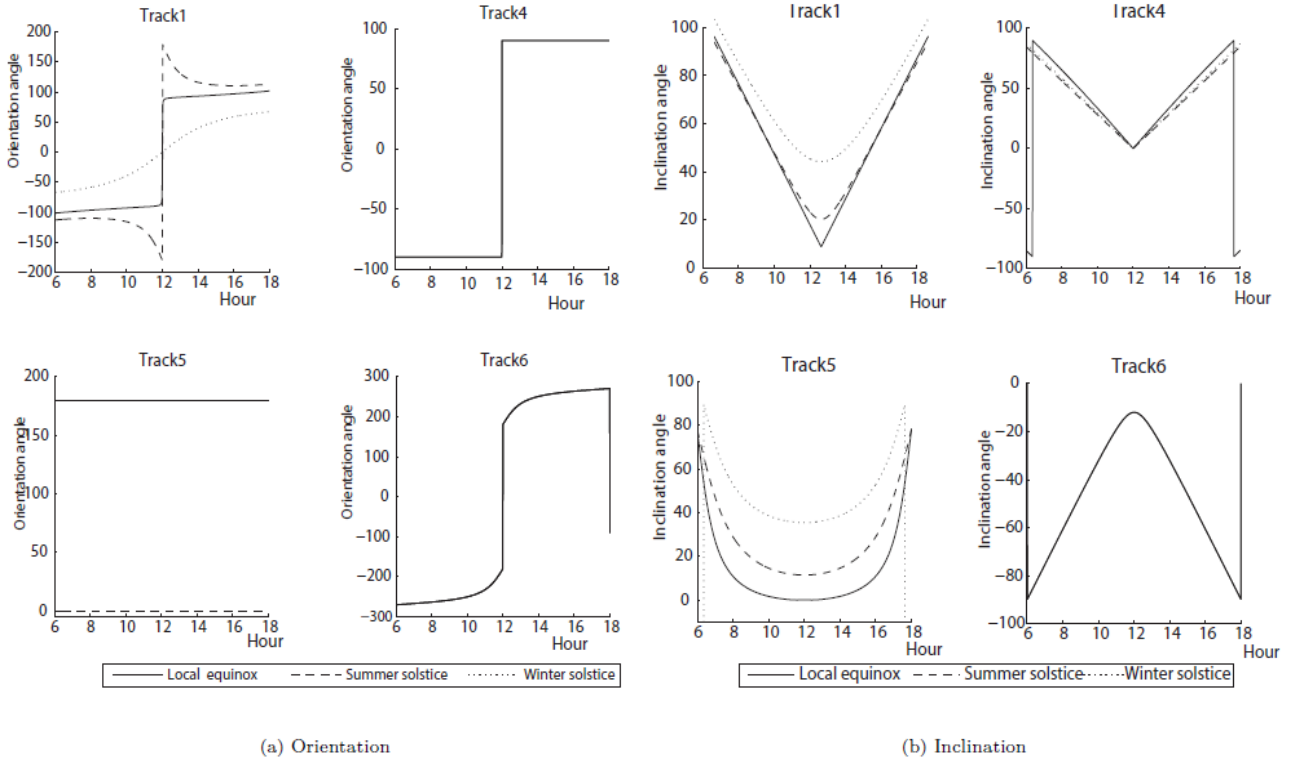 Track1
Orientation angle
200
150
100
50
0
−50
−100
−150
−200
6 8 10 12 14 16 18
Hour
Track4
Orientation angle
100
50
0
−50
−100
6 8 10 12 14 16 18
Hour
Track5
Orientation angle
200
150
100
50
0
6 8 10 12 14 16 18
Hour
Track6
Orientation angle
300
200
100
0
−100
−200
−300
6 8 10 12 14 16 18
Hour
Local equinox Summer solstice Winter solstice
(a) Orientation
Track1
Inclination angle
100
80
60
40
20
0
6 8 10 12 14 16 18
Hour
Track4
Inclination angle
100
50
0
−50
−100
6 8 10 12 14 16 18
Hour
Track5
Inclination angle
100
80
60
40
20
0
6 8 10 12 14 16 18
Hour
Track6
Inclination angle
0
−20
−40
−60
−80
−100
6 8 10 12 14 16 18
Hour
Local equinox Summer solstice Winter solstice
(b) Inclination